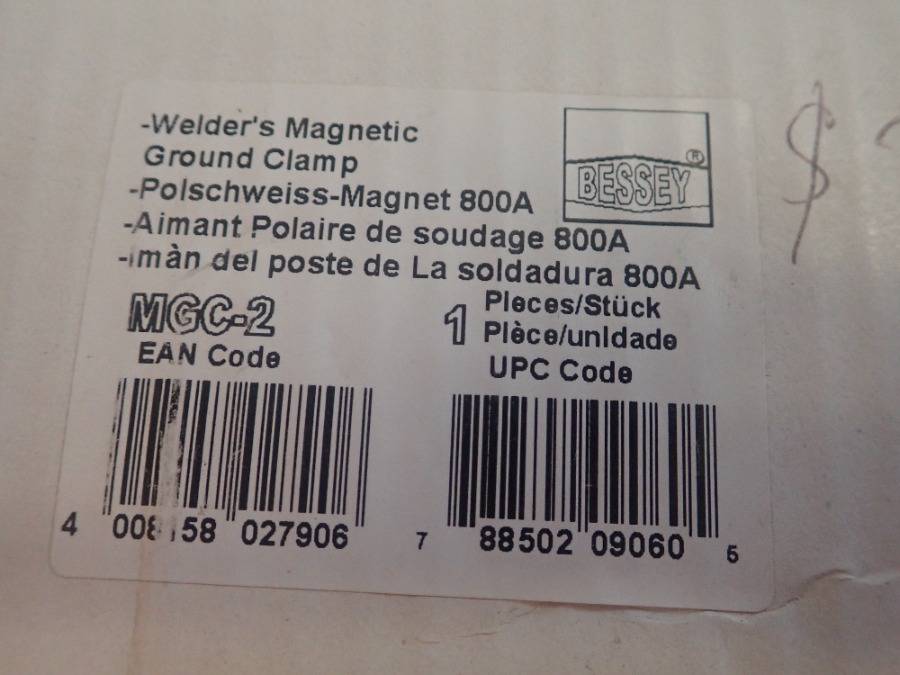 -Welder's Magnetic
Ground Clamp
-Polschweiss-Magnet 800A
-Aimant Polaire de soudage 800A
-imàn del poste de La soldadura 800A
BESSEY®
MGC-2
1 Pieces/Stück
Pièce/unidade
EAN Code
UPC Code
4 027906
7 88502 09060 5
$